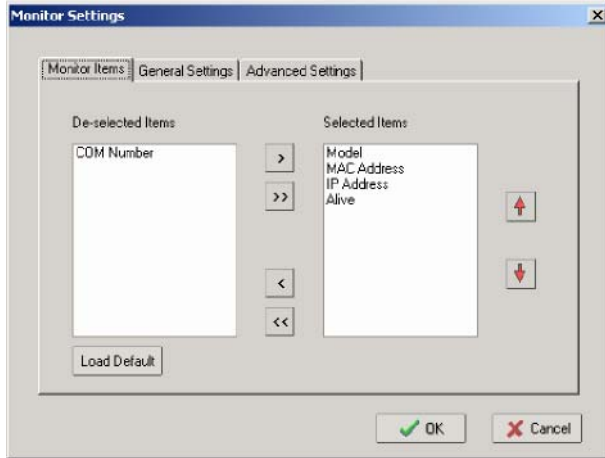 Monitor Settings
Monitor Items
General Settings
Advanced Settings
De-selected Items
Selected Items
COM Number
>
>>
<
<<
Model
MAC Address
IP Address
Alive
Load Default
OK
Cancel